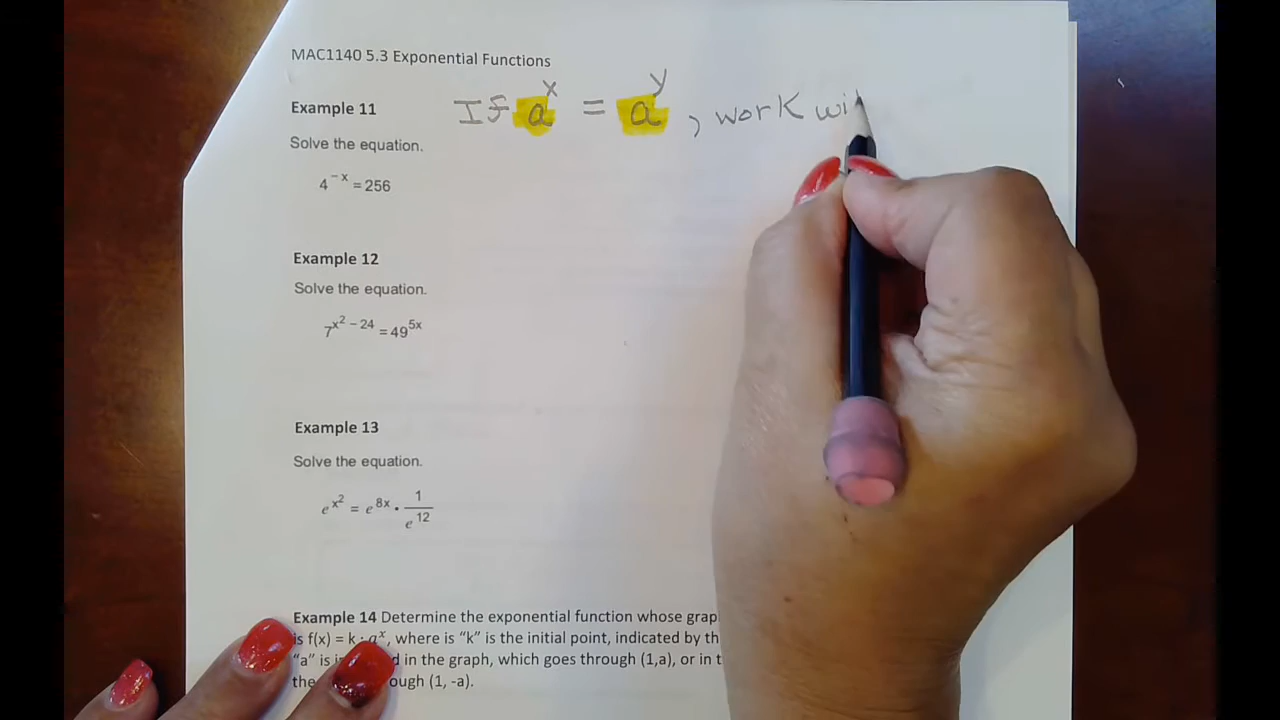 MAC1140 5.3 Exponential Functions
If a^x = a^y , work wi
Example 11
Solve the equation.
4^-x = 256
Example 12
Solve the equation.
7^(x^2 - 24) = 49^5x
Example 13
Solve the equation.
e^x^2 = e^8x · 1/e^12
Example 14 Determine the exponential function whose grap
is f(x) = k · a^x, where is "k" is the initial point, indicated by th
"a" is in d in the graph, which goes through (1,a), or in t
the ough (1, -a).